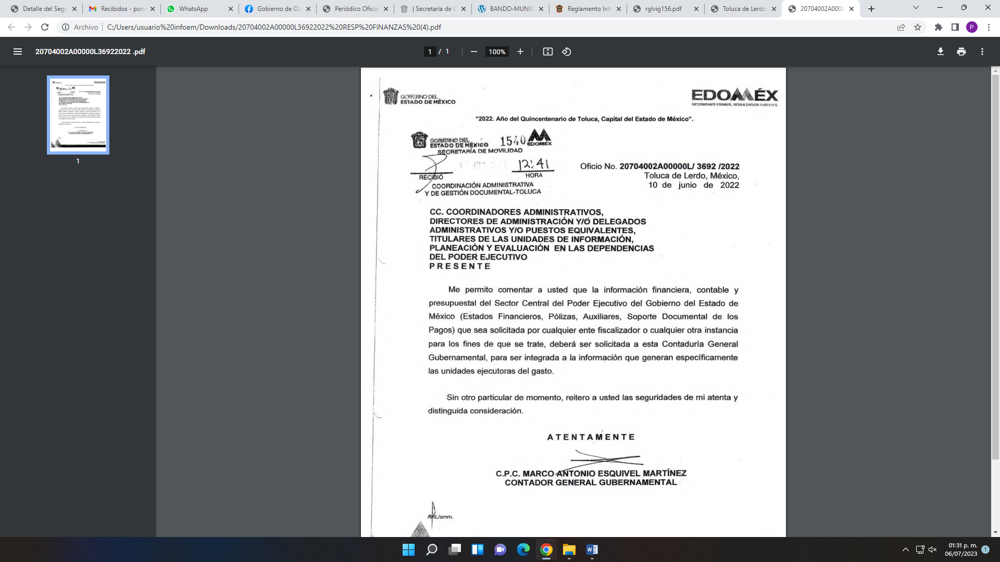 Detalle del Segu
Recibidos - pon
WhatsApp
Gobierno de Oz
Periódico Oficia
| Secretaría de C
BANDO-MUNIC
Reglamento Inte
rglvig156.pdf
Toluca de Lerdo
20704002A0000
Archivo
C:/Users/usuario%20infoem/Downloads/20704002A00000L36922022%20RESP%20FINANZAS%20(4).pdf
P
20704002A00000L36922022 .pdf
1 / 1
100%
1
GOBIERNO DEL
ESTADO DE MÉXICO
EDOMÉX
DECISIONES FIRMES, RESULTADOS FUERTES.
“2022. Año del Quincentenario de Toluca, Capital del Estado de México”.
GOBIERNO DEL
ESTADO DE MÉXICO
1540
EDOMÉX
SECRETARÍA DE MOVILIDAD
12:41
RECIBIÓ
HORA
COORDINACIÓN ADMINISTRATIVA
Y DE GESTIÓN DOCUMENTAL-TOLUCA
Oficio No. 20704002A00000L/ 3692 /2022
Toluca de Lerdo, México,
10 de junio de 2022
CC. COORDINADORES ADMINISTRATIVOS,
DIRECTORES DE ADMINISTRACIÓN Y/O DELEGADOS
ADMINISTRATIVOS Y/O PUESTOS EQUIVALENTES,
TITULARES DE LAS UNIDADES DE INFORMACIÓN,
PLANEACIÓN Y EVALUACIÓN EN LAS DEPENDENCIAS
DEL PODER EJECUTIVO
P R E S E N T E
Me permito comentar a usted que la información financiera, contable y
presupuestal del Sector Central del Poder Ejecutivo del Gobierno del Estado de
México (Estados Financieros, Pólizas, Auxiliares, Soporte Documental de los
Pagos) que sea solicitada por cualquier ente fiscalizador o cualquier otra instancia
para los fines de que se trate, deberá ser solicitada a esta Contaduría General
Gubernamental, para ser integrada a la información que generan específicamente
las unidades ejecutoras del gasto.
Sin otro particular de momento, reitero a usted las seguridades de mi atenta y
distinguida consideración.
A T E N T A M E N T E
C.P.C. MARCO ANTONIO ESQUIVEL MARTÍNEZ
CONTADOR GENERAL GUBERNAMENTAL
ARL/smm.
01:31 p. m.
06/07/2023
1